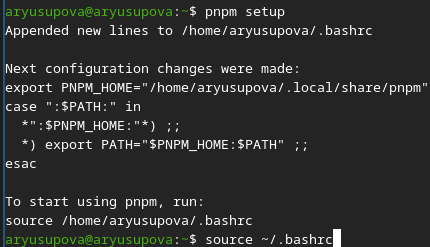 aryusupova@aryusupova:~$ pnpm setup
Appended new lines to /home/aryusupova/.bashrc

Next configuration changes were made:
export PNPM_HOME="/home/aryusupova/.local/share/pnpm"
case ":$PATH:" in
  *":$PNPM_HOME:"*) ;;
  *) export PATH="$PNPM_HOME:$PATH" ;;
esac

To start using pnpm, run:
source /home/aryusupova/.bashrc
aryusupova@aryusupova:~$ source ~/.bashrc